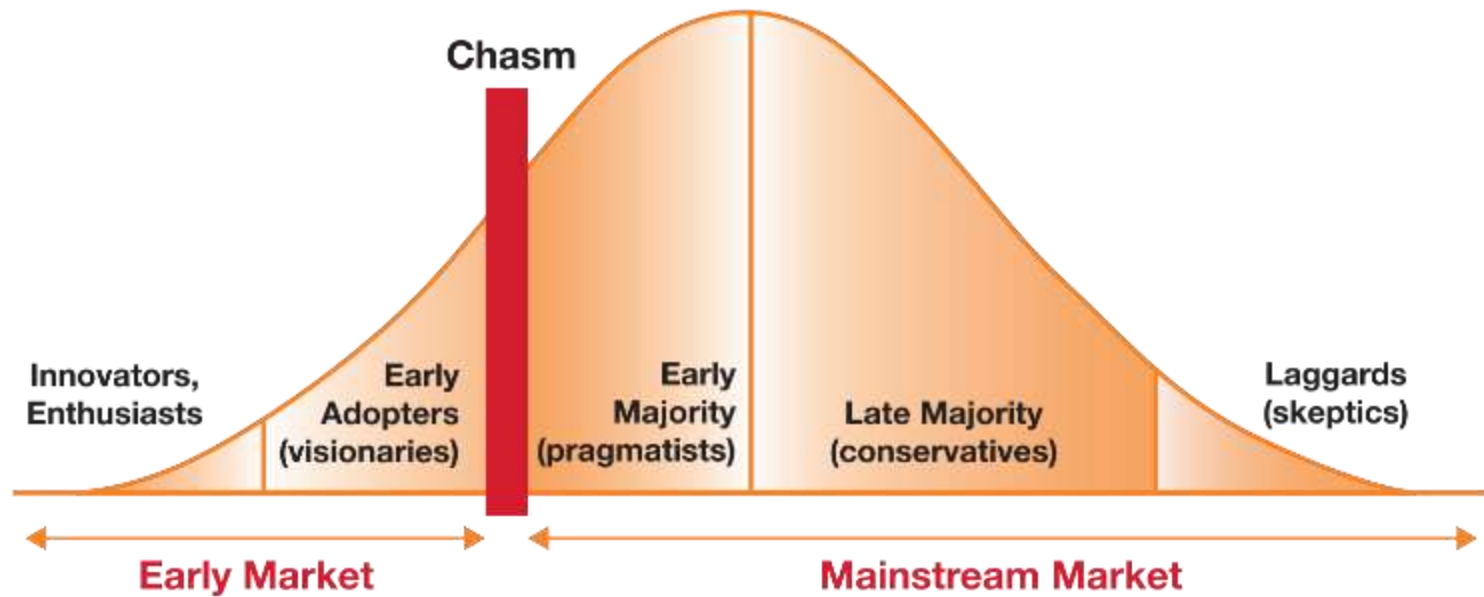 Chasm
Innovators,
Enthusiasts
Early
Adopters
(visionaries)
Early
Majority
(pragmatists)
Late Majority
(conservatives)
Laggards
(skeptics)
Early Market
Mainstream Market